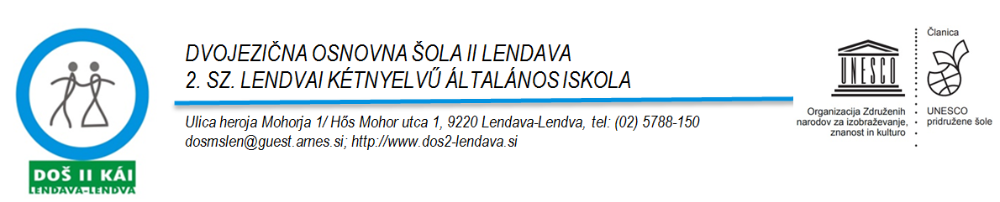 DVOJEZIČNA OSNOVNA ŠOLA II LENDAVA
2. SZ. LENDVAI KÉTNYELVŰ ÁLTALÁNOS ISKOLA
Ulica heroja Mohorja 1/ Hős Mohor utca 1, 9220 Lendava-Lendva, tel: (02) 5788-150
dosmslen@guest.arnes.si; http://www.dos2-lendava.si
DOŠ II KÁI
LENDAVA-LENDVA
UNESCO
Organizacija Združenih
narodov za izobraževanje,
znanost in kulturo
Članica
UNESCO
pridružene šole